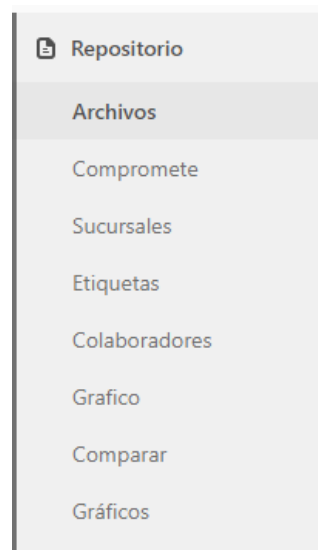 Repositorio
Archivos
Compromete
Sucursales
Etiquetas
Colaboradores
Grafico
Comparar
Gráficos